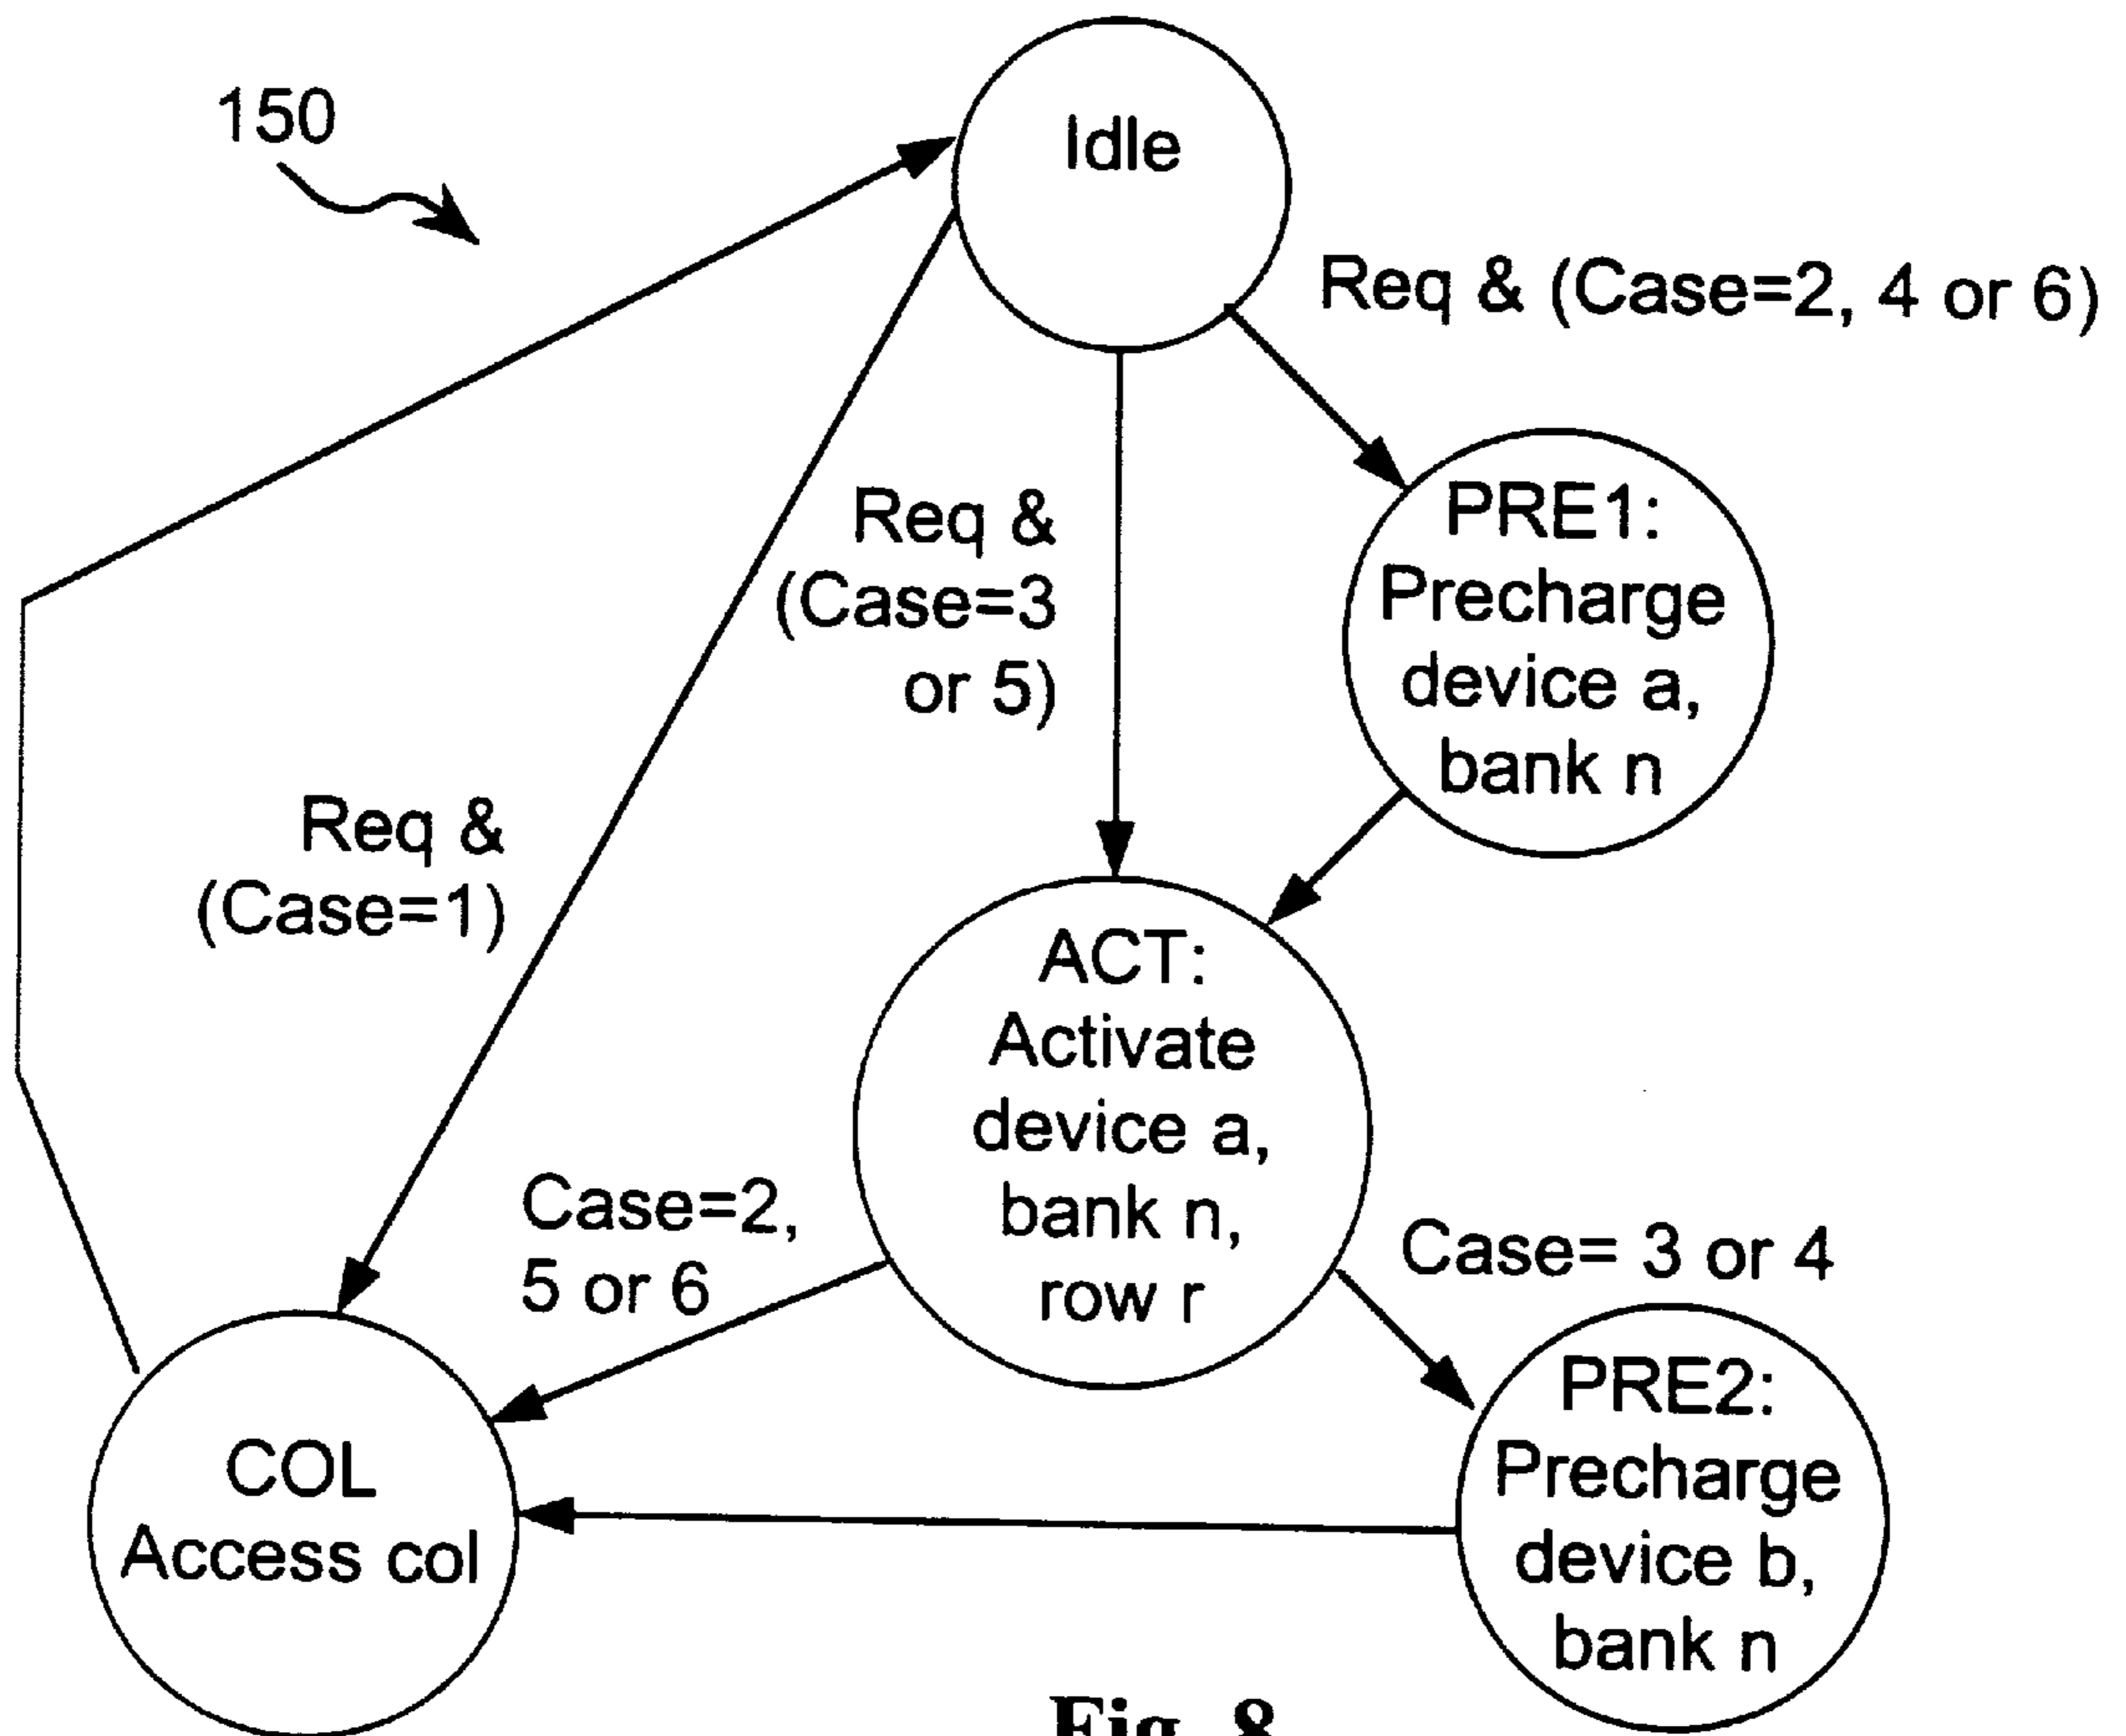 150
Idle
Req & (Case=2, 4 or 6)
Req &
(Case=3
or 5)
PRE1:
Precharge
device a,
bank n
Req &
(Case=1)
ACT:
Activate
device a,
bank n,
row r
Case=2,
5 or 6
Case= 3 or 4
COL
Access col
PRE2:
Precharge
device b,
bank n
Fig. 8